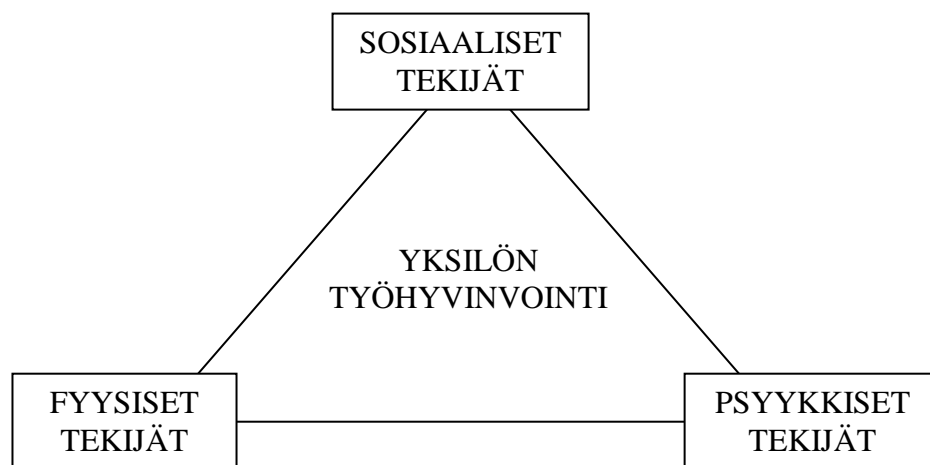 SOSIAALISET
TEKIJÄT
YKSILÖN
TYÖHYVINVOINTI
FYYSISET
TEKIJÄT
PSYYKKISET
TEKIJÄT